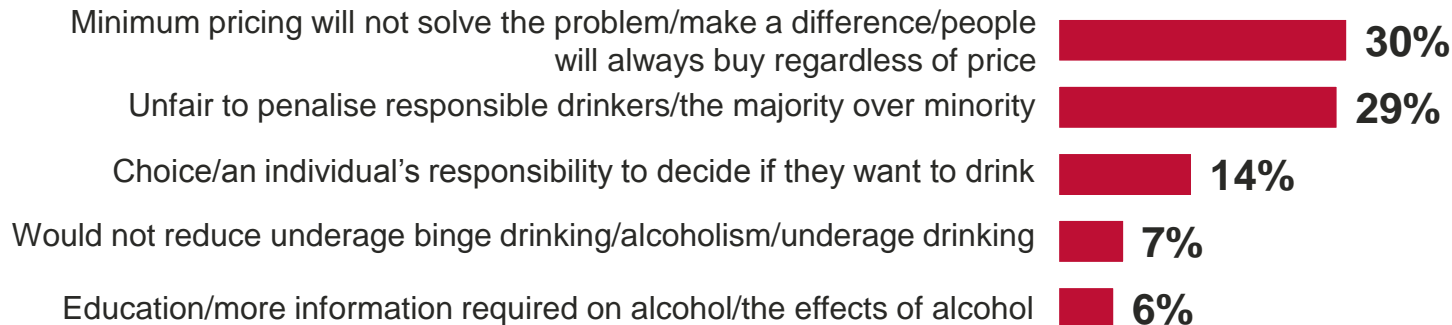 Minimum pricing will not solve the problem/make a difference/people
will always buy regardless of price
30%
Unfair to penalise responsible drinkers/the majority over minority
29%
Choice/an individual’s responsibility to decide if they want to drink
14%
Would not reduce underage binge drinking/alcoholism/underage drinking
7%
Education/more information required on alcohol/the effects of alcohol
6%